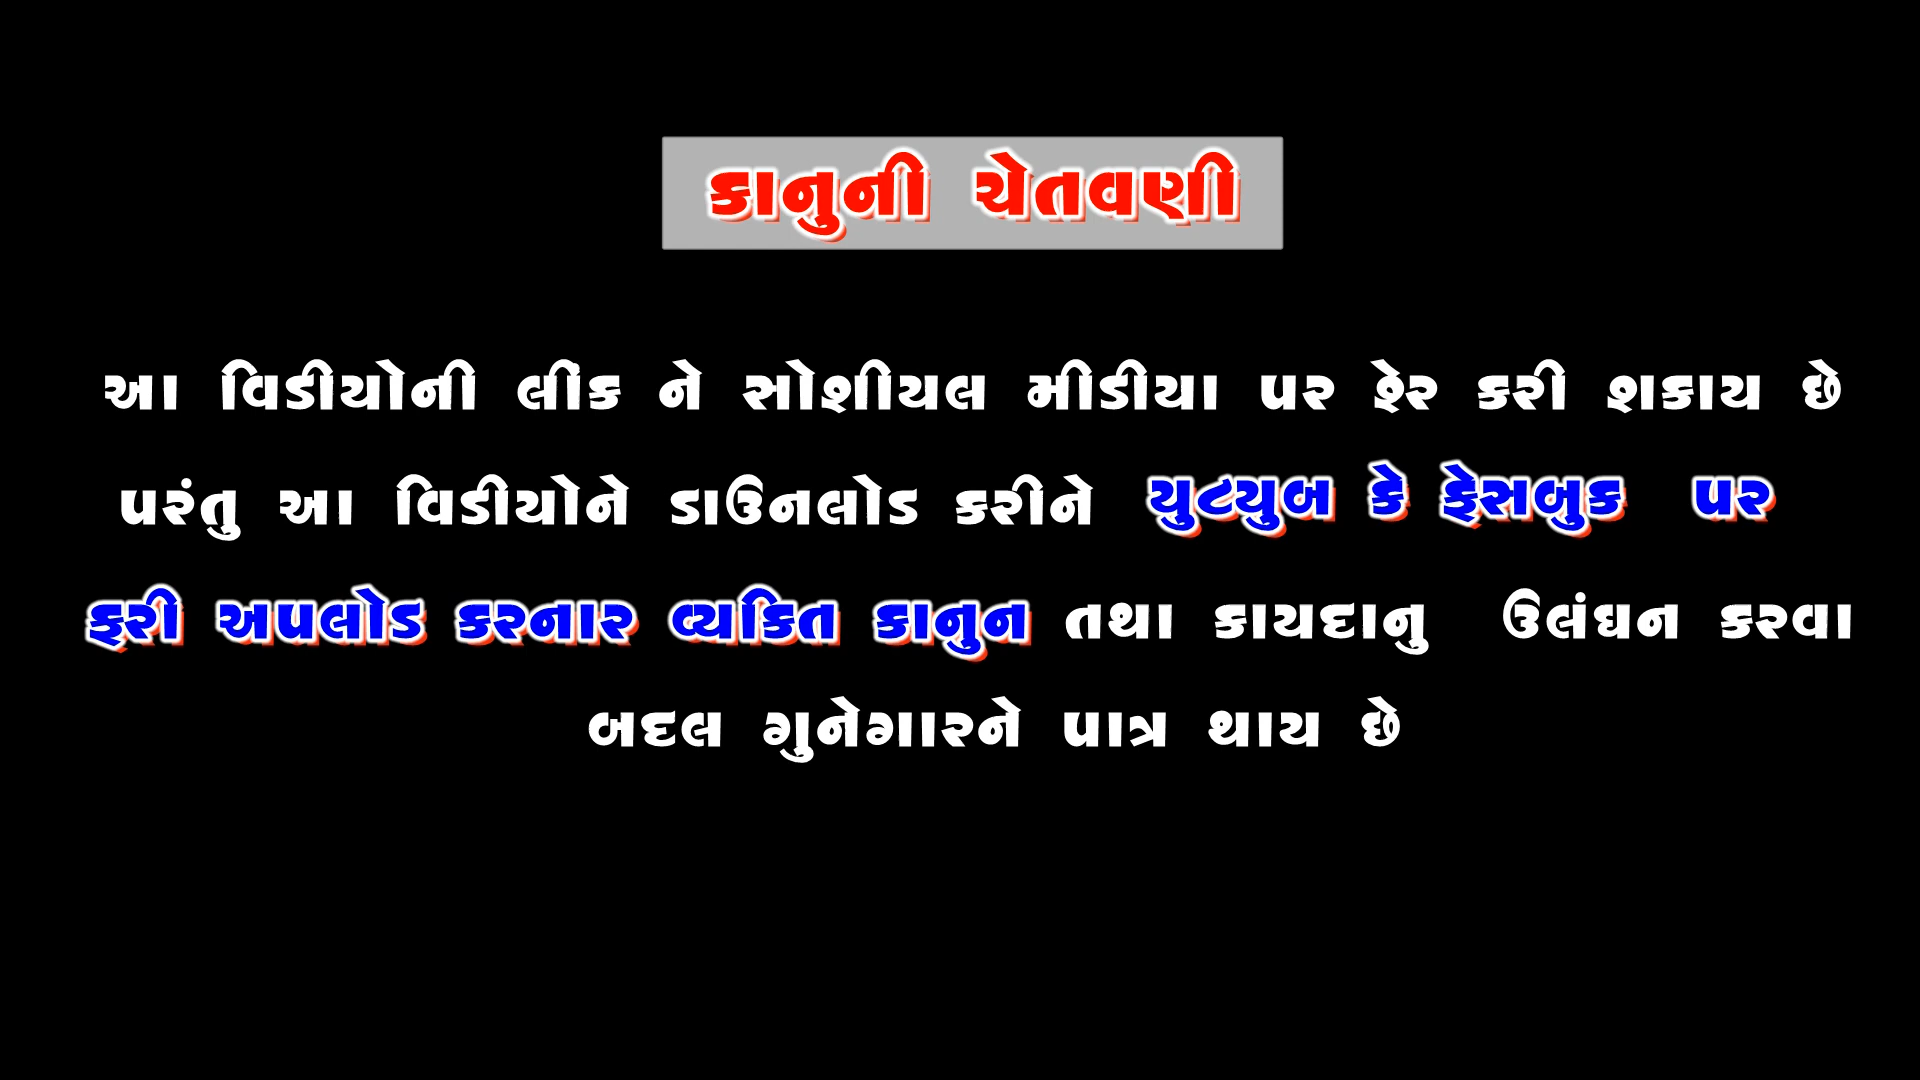 કાનુની ચેતવણી
આ વિડીયોની લીંક ને સોશીયલ મીડીયા પર શેર કરી શકાય છે
પરંતુ આ વિડીયોને ડાઉનલોડ કરીને યુટયુબ કે ફેસબુક પર
ફરી અપલોડ કરનાર વ્યકિત કાનુન તથા કાયદાનુ ઉલંઘન કરવા
બદલ ગુનેગારને પાત્ર થાય છે